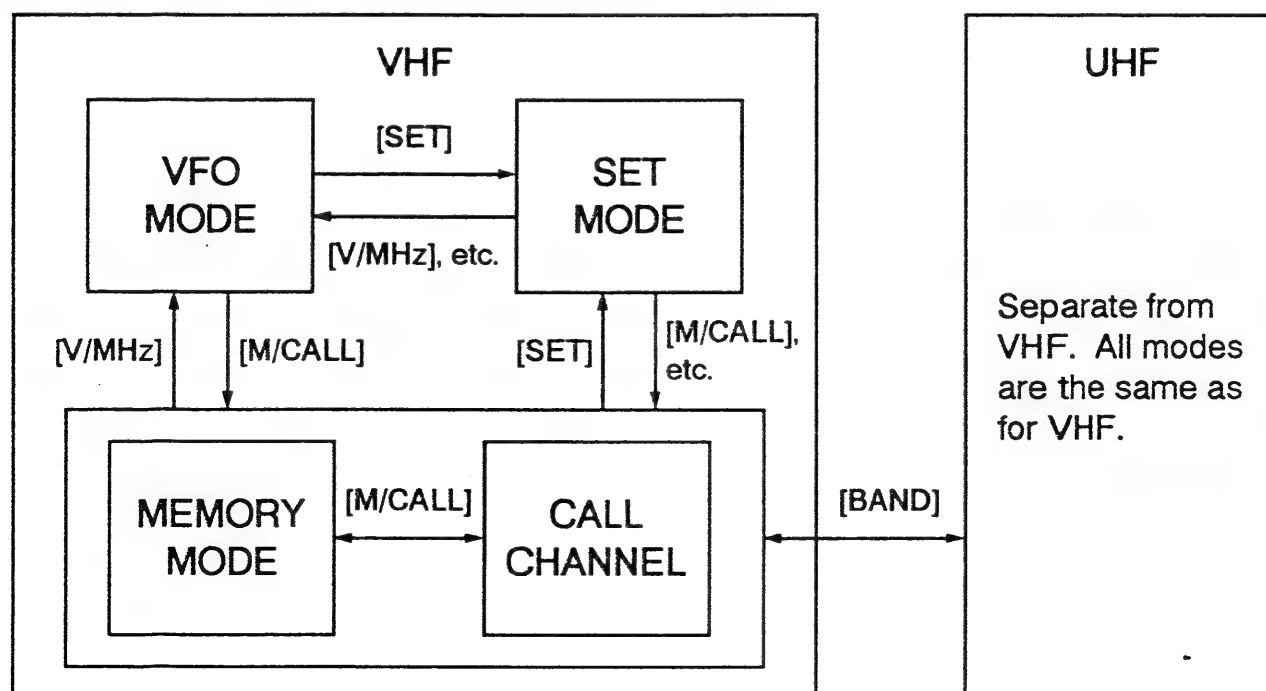 VHF
VFO
MODE
[SET]
[V/MHz], etc.
SET
MODE
[V/MHz]
[M/CALL]
[SET]
[M/CALL],
etc.
MEMORY
MODE
[M/CALL]
CALL
CHANNEL
[BAND]
UHF
Separate from
VHF. All modes
are the same as
for VHF.